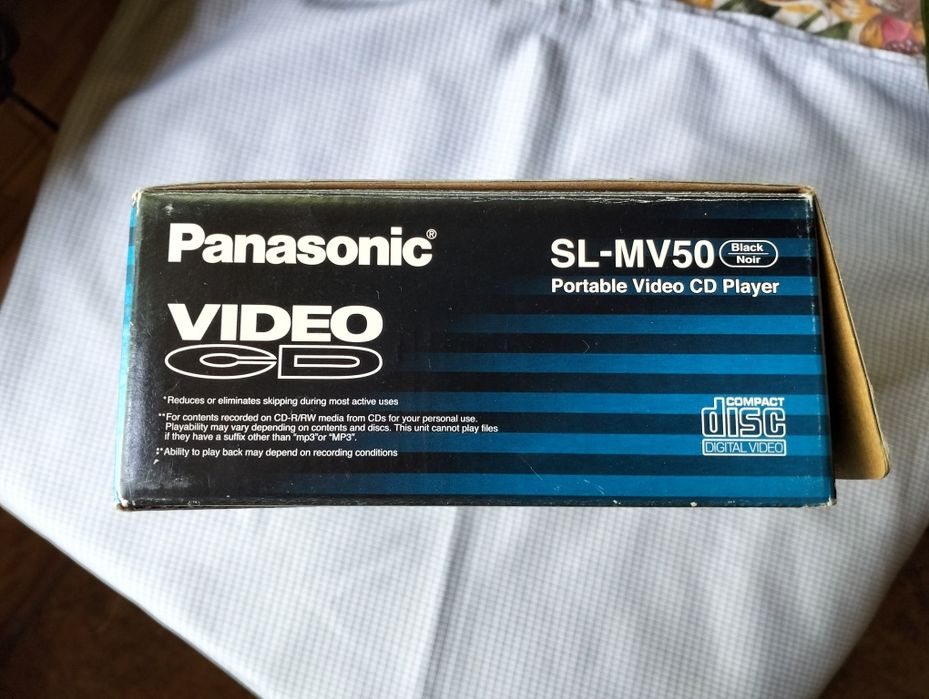 Panasonic®
SL-MV50 Black Noir
Portable Video CD Player
VIDEO
CD
*Reduces or eliminates skipping during most active uses
**For contents recorded on CD-R/RW media from CDs for your personal use.
Playability may vary depending on contents and discs. This unit cannot play files
if they have a suffix other than "mp3"or "MP3".
*Ability to play back may depend on recording conditions
COMPACT
disc
DIGITAL VIDEO